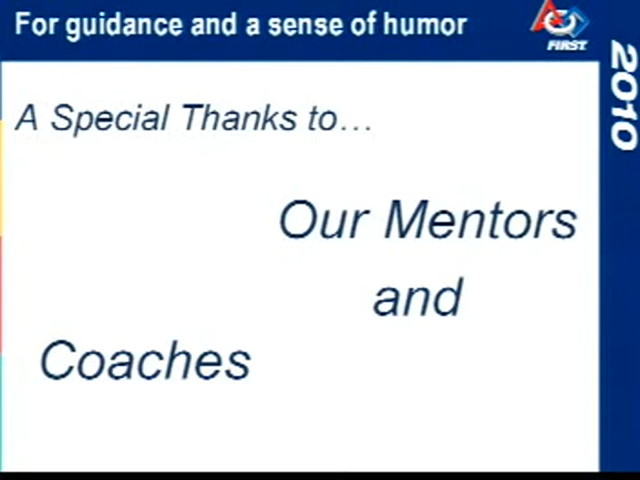 For guidance and a sense of humor
FIRST
2010
A Special Thanks to…
Our Mentors
and
Coaches